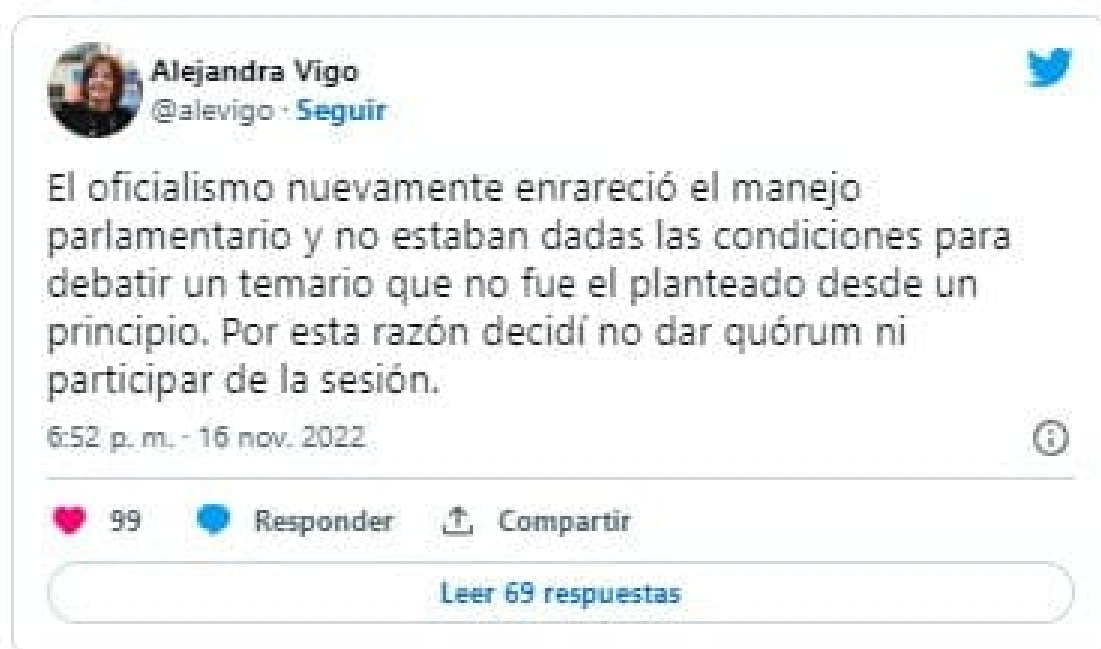 Alejandra Vigo
@alevigo · Seguir
El oficialismo nuevamente enrareció el manejo
parlamentario y no estaban dadas las condiciones para
debatir un temario que no fue el planteado desde un
principio. Por esta razón decidí no dar quórum ni
participar de la sesión.
6:52 p. m. · 16 nov. 2022
99 Responder Compartir
Leer 69 respuestas